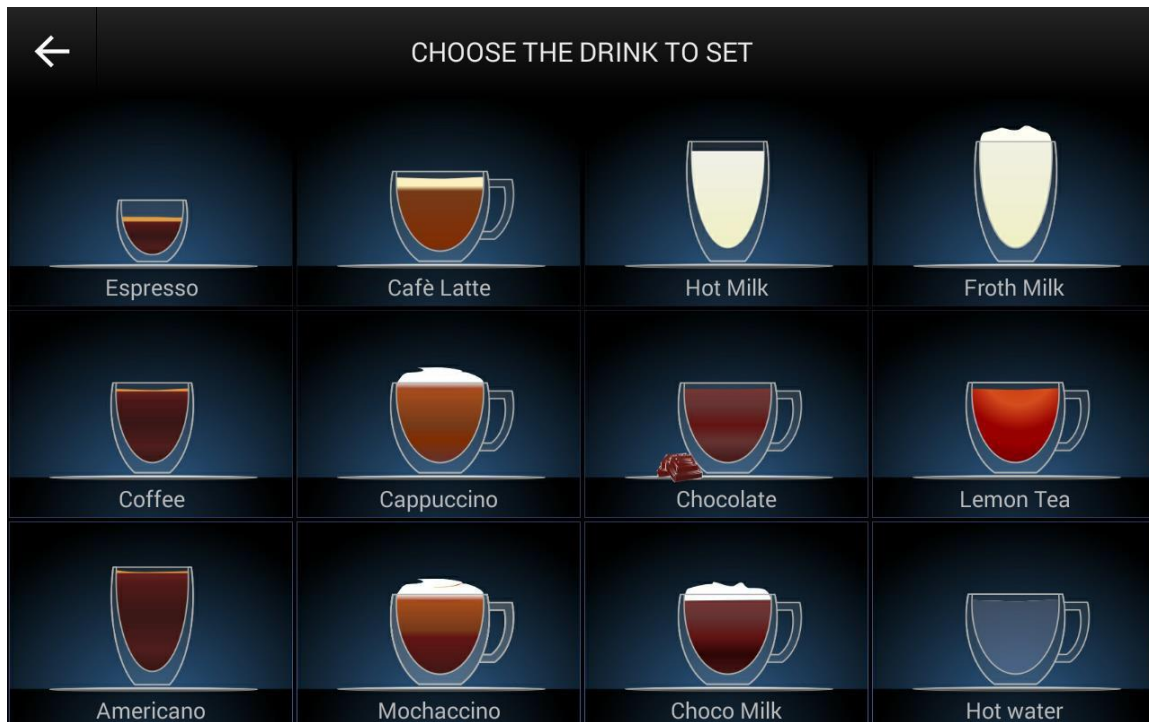 CHOOSE THE DRINK TO SET
Espresso
Cafè Latte
Hot Milk
Froth Milk
Coffee
Cappuccino
Chocolate
Lemon Tea
Americano
Mochaccino
Choco Milk
Hot water